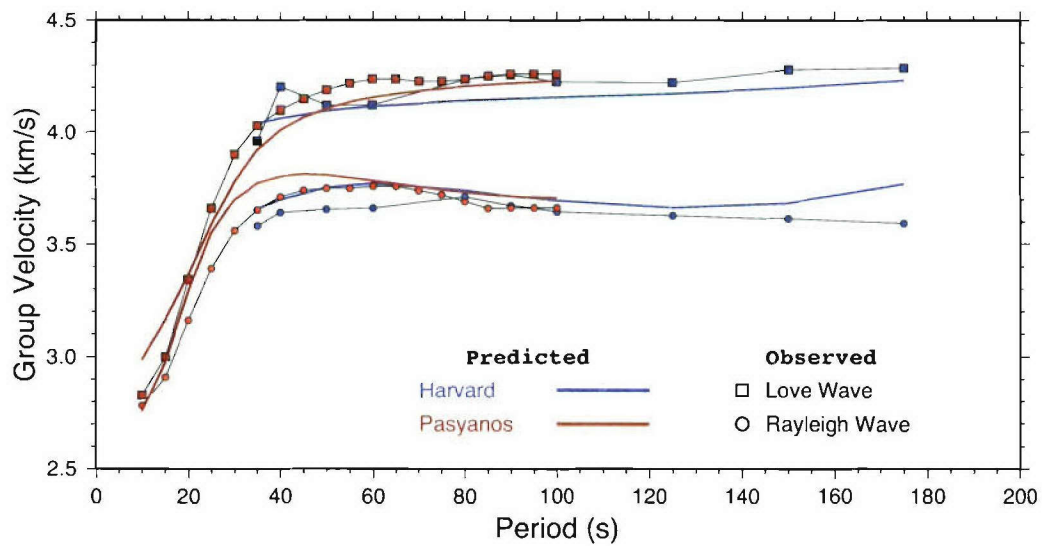 4.5
4.0
3.5
3.0
2.5
Group Velocity (km/s)
Predicted Observed
Harvard Love Wave
Pasyanos Rayleigh Wave
0 20 40 60 80 100 120 140 160 180 200
Period (s)